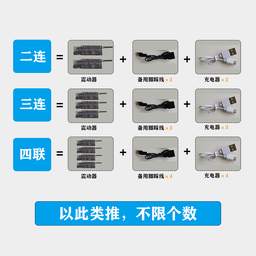 二连 = + +
震动器 备用脚踩线×2 充电器×2
三连 = + +
震动器 备用脚踩线×3 充电器×3
四联 = + +
震动器 备用脚踩线×4 充电器×4
以此类推，不限个数